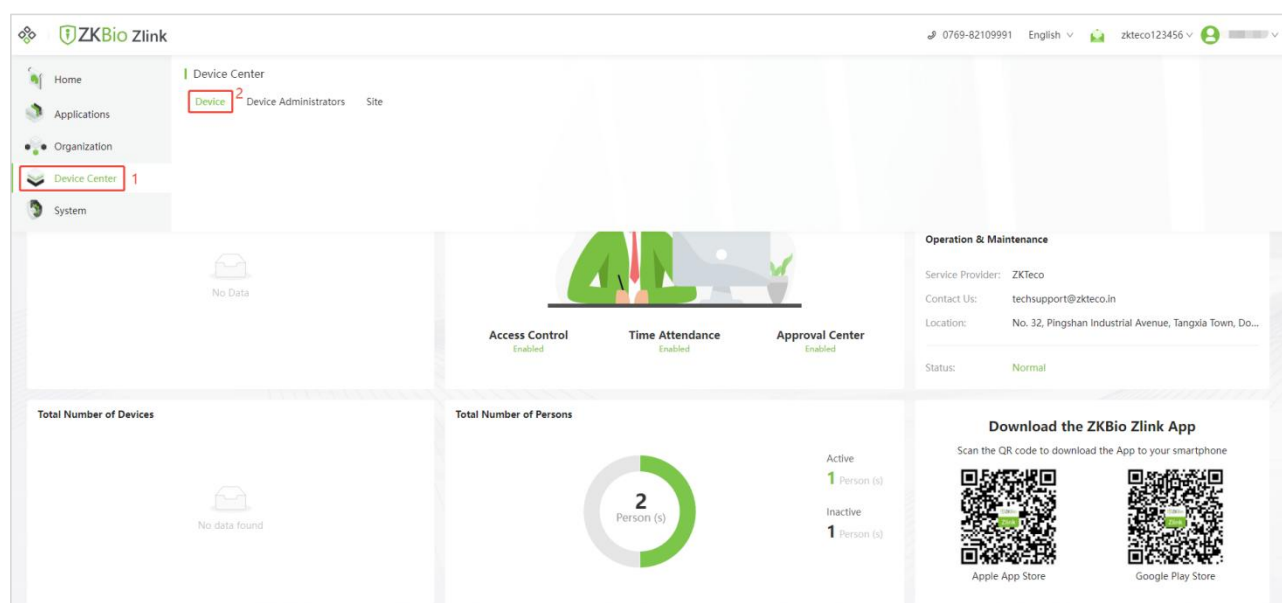 ZKBio Zlink
0769-82109991 English zkteco123456
Home
Applications
Organization
Device Center 1
System
Device Center
Device 2 Device Administrators Site
No Data
Access Control Time Attendance Approval Center
Enabled Enabled Enabled
Operation & Maintenance
Service Provider: ZKTeco
Contact Us: techsupport@zkteco.in
Location: No. 32, Pingshan Industrial Avenue, Tangxia Town, Do...
Status: Normal
Total Number of Devices
No data found
Total Number of Persons
2
Person (s)
Active
1 Person (s)
Inactive
1 Person (s)
Download the ZKBio Zlink App
Scan the QR code to download the App to your smartphone
Zlink Zlink
Apple App Store Google Play Store